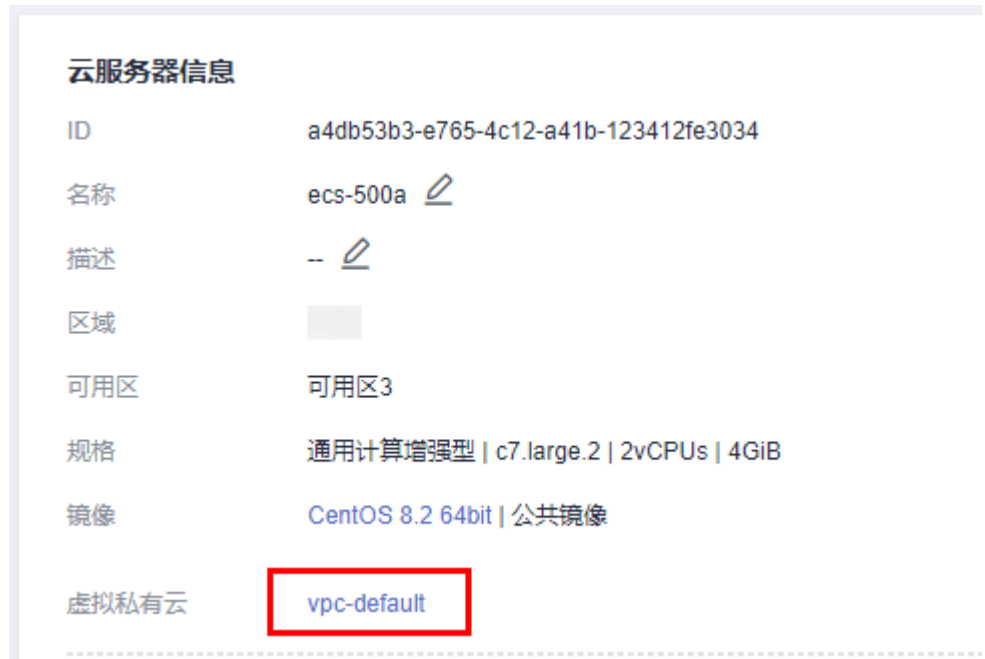 云服务器信息
ID a4db53b3-e765-4c12-a41b-123412fe3034
名称 ecs-500a
描述 --
区域
可用区 可用区3
规格 通用计算增强型 | c7.large.2 | 2vCPUs | 4GiB
镜像 CentOS 8.2 64bit | 公共镜像
虚拟私有云 vpc-default